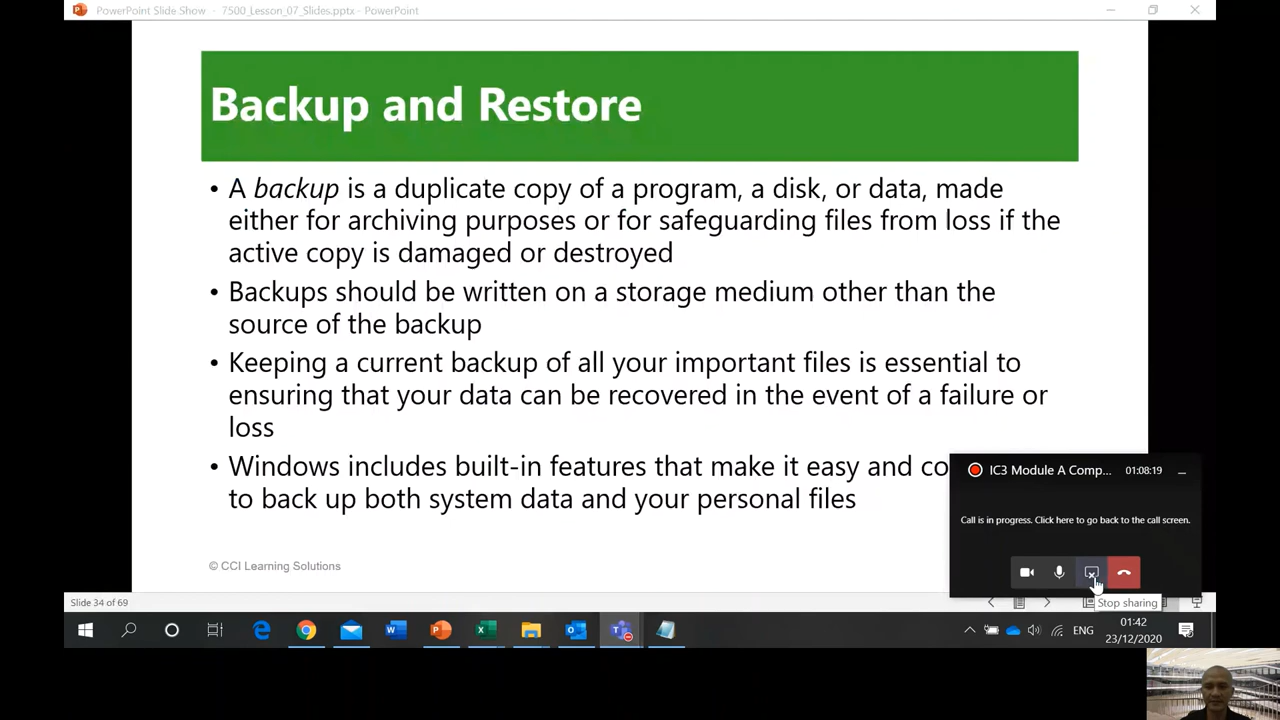 PowerPoint Slide Show - 7500_Lesson_07_Slides.pptx - PowerPoint
Backup and Restore
• A backup is a duplicate copy of a program, a disk, or data, made
either for archiving purposes or for safeguarding files from loss if the
active copy is damaged or destroyed
• Backups should be written on a storage medium other than the
source of the backup
• Keeping a current backup of all your important files is essential to
ensuring that your data can be recovered in the event of a failure or
loss
• Windows includes built-in features that make it easy and co
to back up both system data and your personal files
IC3 Module A Comp... 01:08:19
Call is in progress. Click here to go back to the call screen.
© CCI Learning Solutions
Stop sharing
Slide 34 of 69
ENG
01:42
23/12/2020